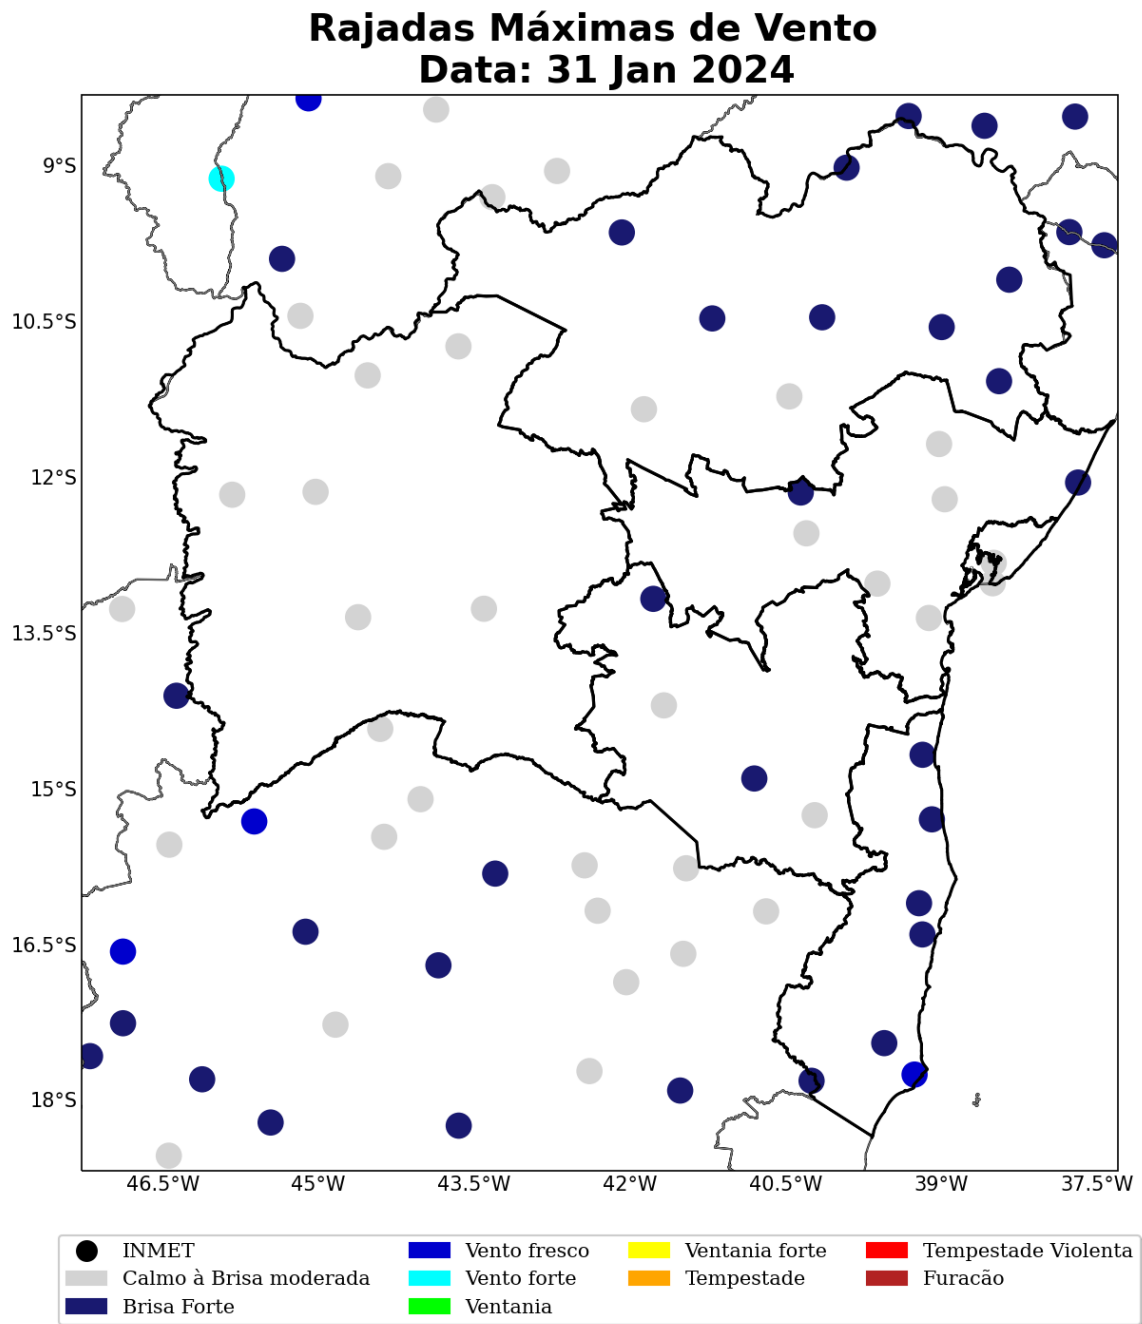 Rajadas Máximas de Vento
Data: 31 Jan 2024
9°S
10.5°S
12°S
13.5°S
15°S
16.5°S
18°S
46.5°W 45°W 43.5°W 42°W 40.5°W 39°W 37.5°W
INMET
Calmo à Brisa moderada
Brisa Forte
Vento fresco
Vento forte
Ventania
Ventania forte
Tempestade
Tempestade Violenta
Furacão